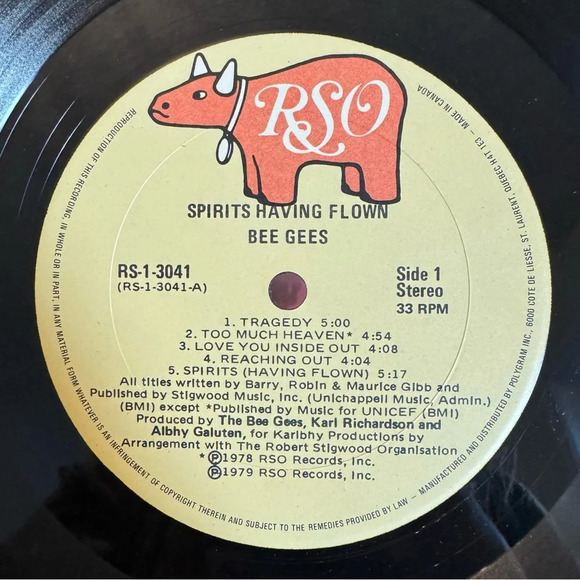 RSO
SPIRITS HAVING FLOWN
BEE GEES
RS-1-3041
(RS-1-3041-A)
Side 1
Stereo
33 RPM
1. TRAGEDY 5:00
2. TOO MUCH HEAVEN* 4:54
3. LOVE YOU INSIDE OUT 4:08
4. REACHING OUT 4:04
5. SPIRITS (HAVING FLOWN) 5:17
All titles written by Barry, Robin & Maurice Gibb and
Published by Stigwood Music, Inc. (Unichappell Music, Admin.)
(BMI) except *Published by Music for UNICEF (BMI)
Produced by The Bee Gees, Karl Richardson and
Albhy Galuten, for Karlbhy Productions by
Arrangement with The Robert Stigwood Organisation
* ℗1978 RSO Records, Inc.
℗1979 RSO Records, Inc.
REPRODUCTION OF THIS RECORDING, IN WHOLE OR IN PART, IN ANY MATERIAL FORM WHATEVER IS AN INFRINGEMENT OF COPYRIGHT THEREIN AND SUBJECT TO THE REMEDIES PROVIDED BY LAW — MANUFACTURED AND DISTRIBUTED BY POLYGRAM INC., 6000 COTE DE LIESSE, ST. LAURENT, QUEBEC H4T 1E3 — MADE IN CANADA